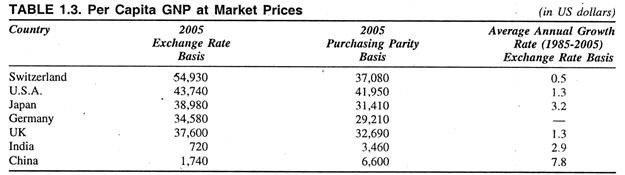 TABLE 1.3. Per Capita GNP at Market Prices (in US dollars)
Country 2005 2005 Average Annual Growth
Exchange Rate Purchasing Parity Rate (1985-2005)
Basis Basis Exchange Rate Basis
Switzerland 54,930 37,080 0.5
U.S.A. 43,740 41,950 1.3
Japan 38,980 31,410 3.2
Germany 34,580 29,210 —
UK 37,600 32,690 1.3
India 720 3,460 2.9
China 1,740 6,600 7.8